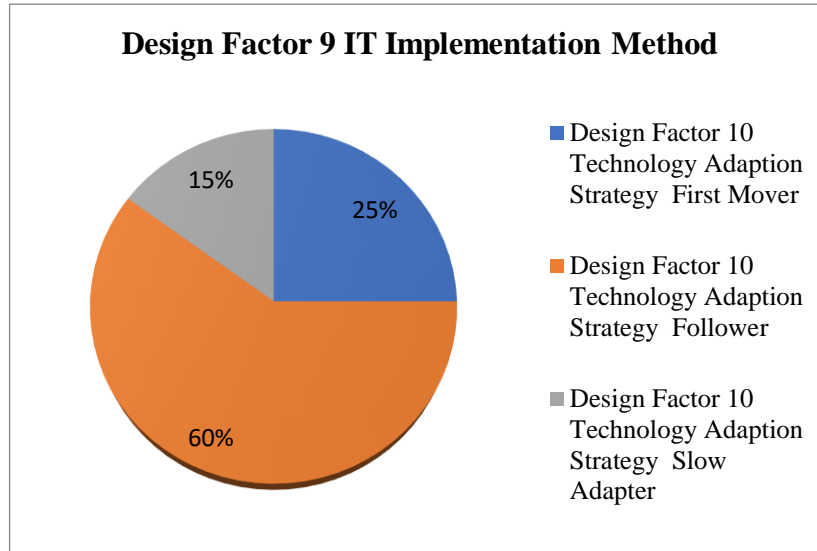 Design Factor 9 IT Implementation Method
15%
25%
60%
Design Factor 10
Technology Adaption
Strategy First Mover
Design Factor 10
Technology Adaption
Strategy Follower
Design Factor 10
Technology Adaption
Strategy Slow
Adapter